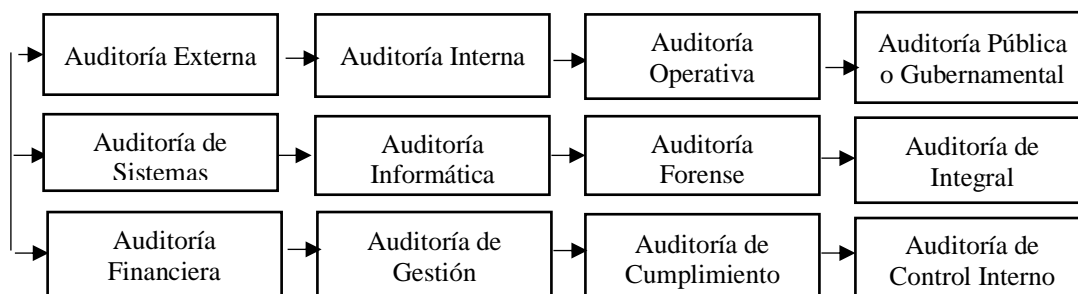 Auditoría Externa
Auditoría Interna
Auditoría
Operativa
Auditoría Pública
o Gubernamental
Auditoría de
Sistemas
Auditoría
Informática
Auditoría
Forense
Auditoría de
Integral
Auditoría
Financiera
Auditoría de
Gestión
Auditoría de
Cumplimiento
Auditoría de
Control Interno